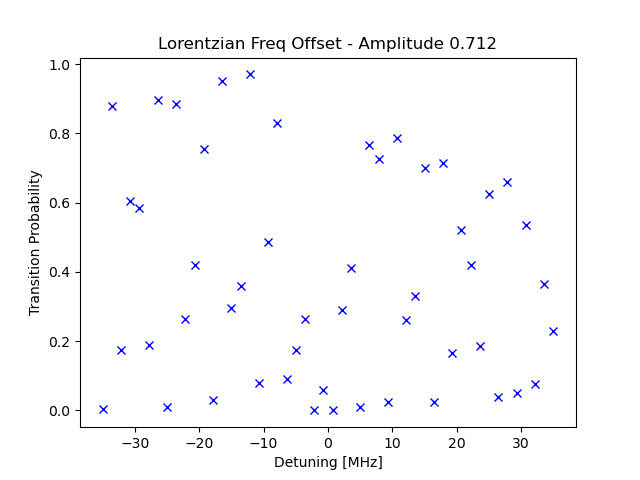 Lorentzian Freq Offset - Amplitude 0.712
1.0
0.8
0.6
0.4
0.2
0.0
Transition Probability
−30 −20 −10 0 10 20 30
Detuning [MHz]